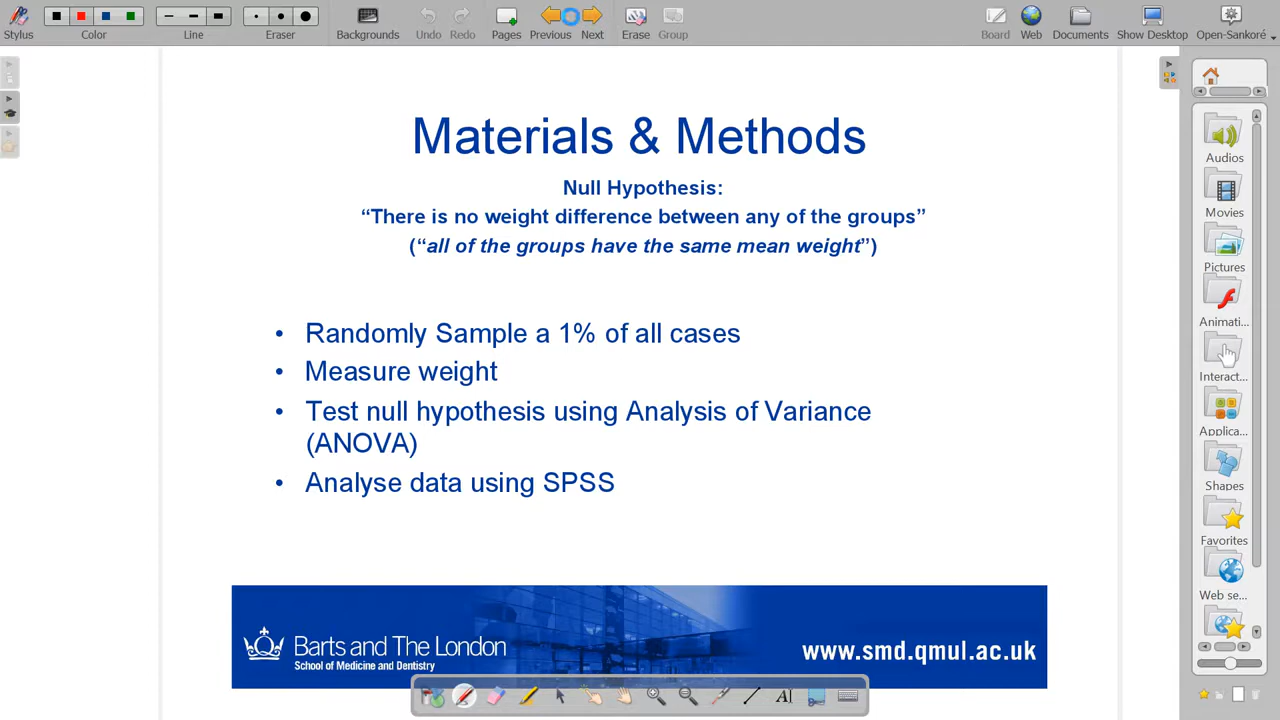 Stylus Color Line Eraser Backgrounds Undo Redo Pages Previous Next Erase Group Board Web Documents Show Desktop Open-Sankoré
Materials & Methods
Null Hypothesis:
“There is no weight difference between any of the groups”
(“all of the groups have the same mean weight”)
• Randomly Sample a 1% of all cases
• Measure weight
• Test null hypothesis using Analysis of Variance
(ANOVA)
• Analyse data using SPSS
Barts and The London
School of Medicine and Dentistry
www.smd.qmul.ac.uk
Audios
Movies
Pictures
Animati...
Interact...
Applica...
Shapes
Favorites
Web se...